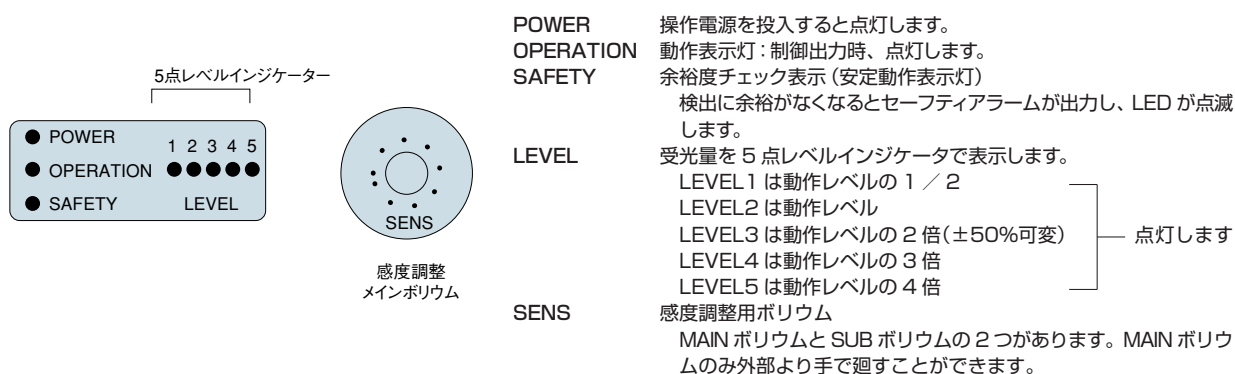 5点レベルインジケーター
POWER
OPERATION
SAFETY
1 2 3 4 5
LEVEL
SENS
感度調整
メインボリウム
POWER 操作電源を投入すると点灯します。
OPERATION 動作表示灯：制御出力時、点灯します。
SAFETY 余裕度チェック表示（安定動作表示灯）
検出に余裕がなくなるとセーフティアラームが出力し、LED が点滅
します。
LEVEL 受光量を 5 点レベルインジケータで表示します。
LEVEL1 は動作レベルの 1 ／ 2
LEVEL2 は動作レベル
LEVEL3 は動作レベルの 2 倍（±50％可変） 点灯します
LEVEL4 は動作レベルの 3 倍
LEVEL5 は動作レベルの 4 倍
SENS 感度調整用ボリウム
MAIN ボリウムと SUB ボリウムの 2 つがあります。MAIN ボリウ
ムのみ外部より手で廻すことができます。